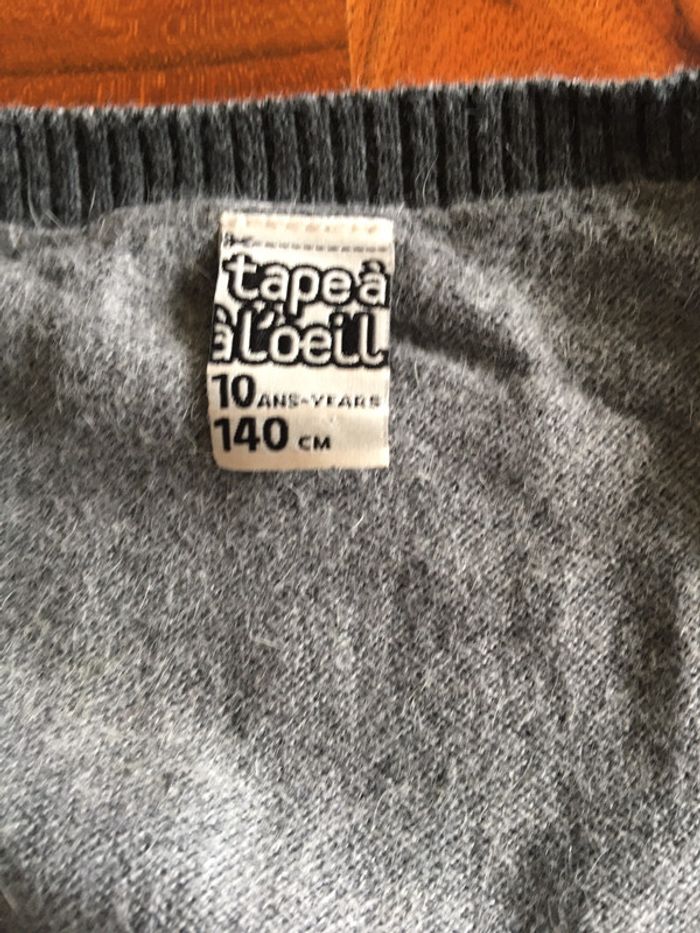 tape à
l'oeil
10 ANS-YEARS
140 CM